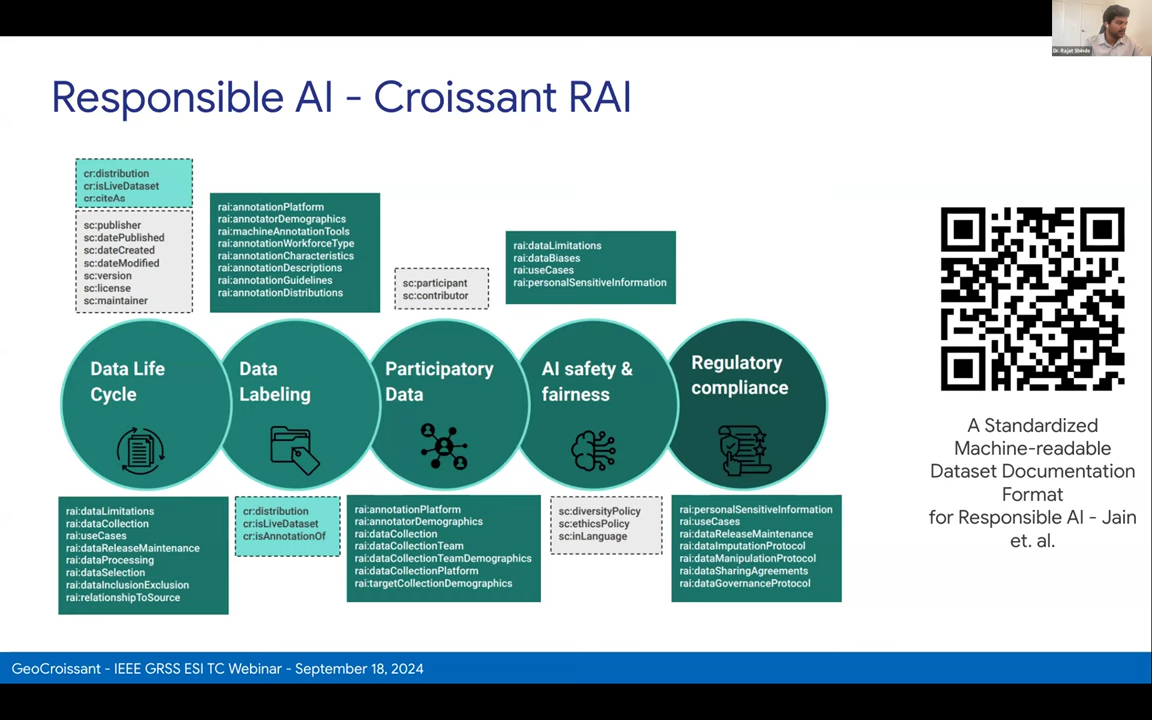 Dr. Rajat Shinde
Responsible AI - Croissant RAI
cr:distribution
cr:isLiveDataset
cr:citeAs
sc:publisher
sc:datePublished
sc:dateCreated
sc:dateModified
sc:version
sc:license
sc:maintainer
rai:annotationPlatform
rai:annotatorDemographics
rai:machineAnnotationTools
rai:annotationWorkforceType
rai:annotationCharacteristics
rai:annotationDescriptions
rai:annotationGuidelines
rai:annotationDistributions
sc:participant
sc:contributor
rai:dataLimitations
rai:dataBiases
rai:useCases
rai:personalSensitiveInformation
Data Life
Cycle
Data
Labeling
Participatory
Data
AI safety &
fairness
Regulatory
compliance
rai:dataLimitations
rai:dataCollection
rai:useCases
rai:dataReleaseMaintenance
rai:dataProcessing
rai:dataSelection
rai:dataInclusionExclusion
rai:relationshipToSource
cr:distribution
cr:isLiveDataset
cr:isAnnotationOf
rai:annotationPlatform
rai:annotatorDemographics
rai:dataCollection
rai:dataCollectionTeam
rai:dataCollectionTeamDemographics
rai:dataCollectionPlatform
rai:targetCollectionDemographics
sc:diversityPolicy
sc:ethicsPolicy
sc:inLanguage
rai:personalSensitiveInformation
rai:useCases
rai:dataReleaseMaintenance
rai:dataImputationProtocol
rai:dataManipulationProtocol
rai:dataSharingAgreements
rai:dataGovernanceProtocol
A Standardized
Machine-readable
Dataset Documentation
Format
for Responsible AI - Jain
et. al.
GeoCroissant - IEEE GRSS ESI TC Webinar - September 18, 2024